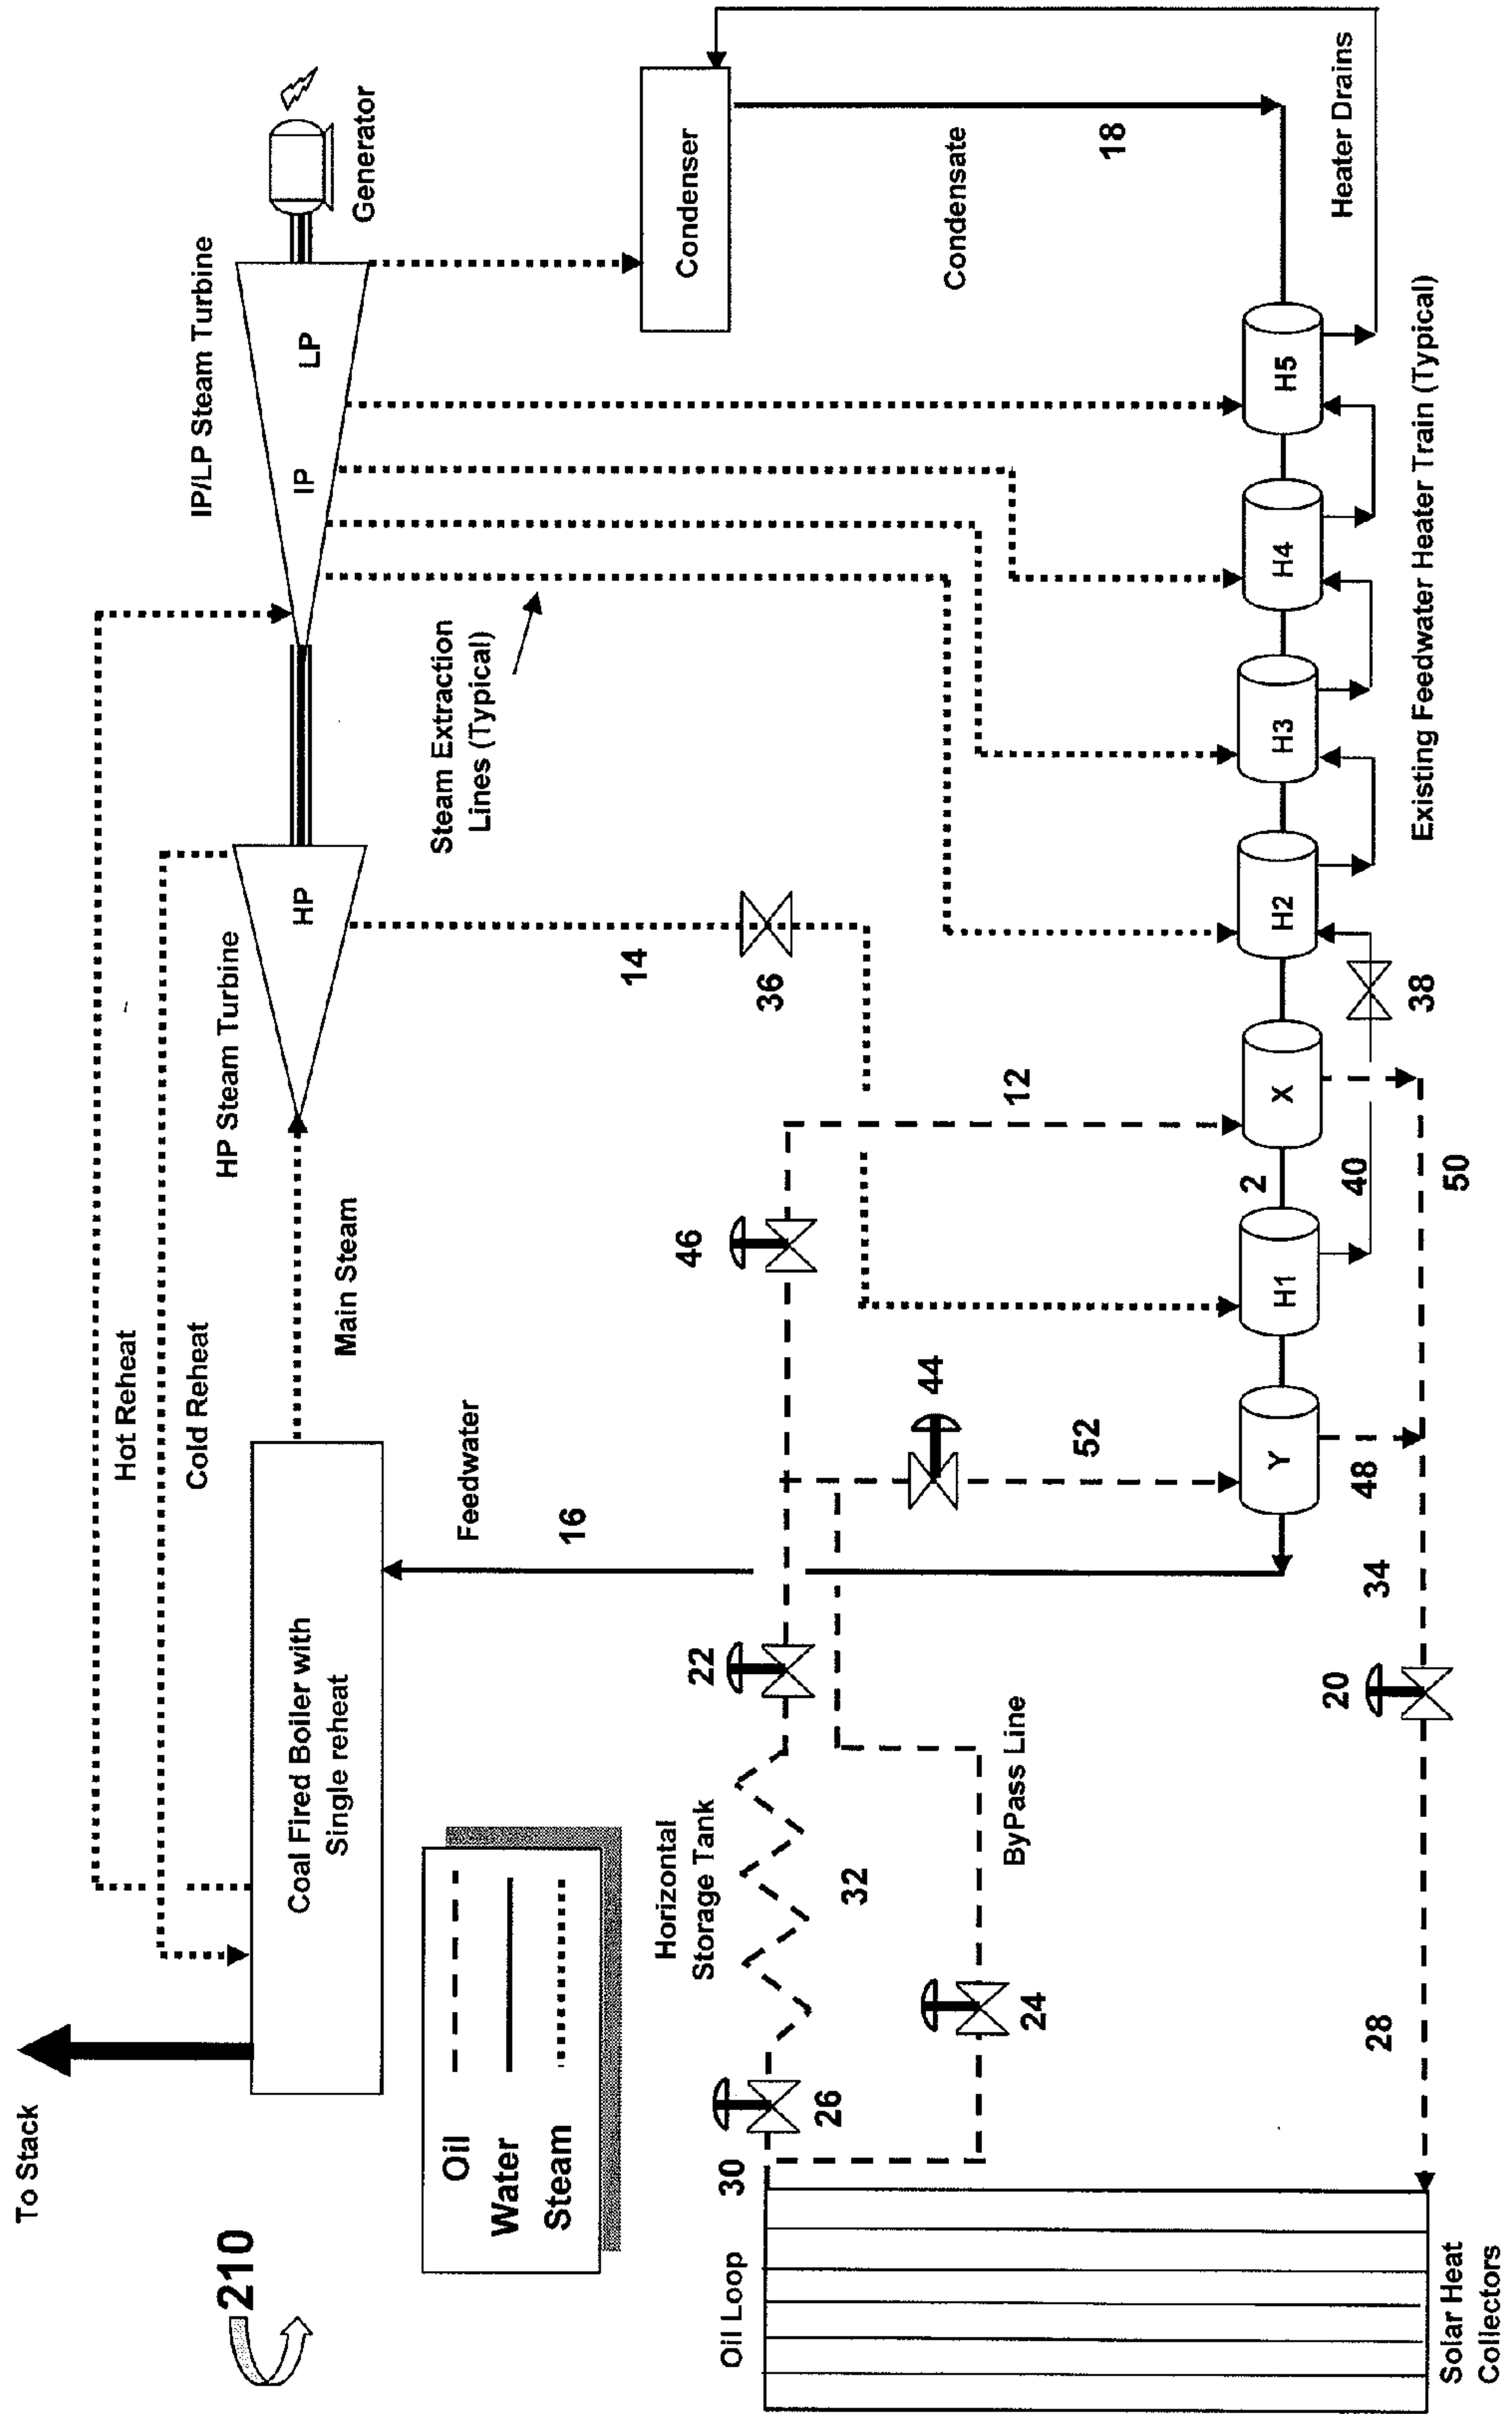 To Stack
210
Coal Fired Boiler with
Single reheat
Hot Reheat
Cold Reheat
Main Steam
HP Steam Turbine
HP
IP/LP Steam Turbine
IP
LP
Generator
Steam Extraction
Lines (Typical)
Condenser
Condensate
18
Heater Drains
14
36
Feedwater
16
Oil
Water
Steam
Horizontal
Storage Tank
32
22
26
30
24
ByPass Line
46
12
44
52
Oil Loop
Solar Heat
Collectors
28
20
34
48
50
40
2
38
Y
H1
X
H2
H3
H4
H5
Existing Feedwater Heater Train (Typical)